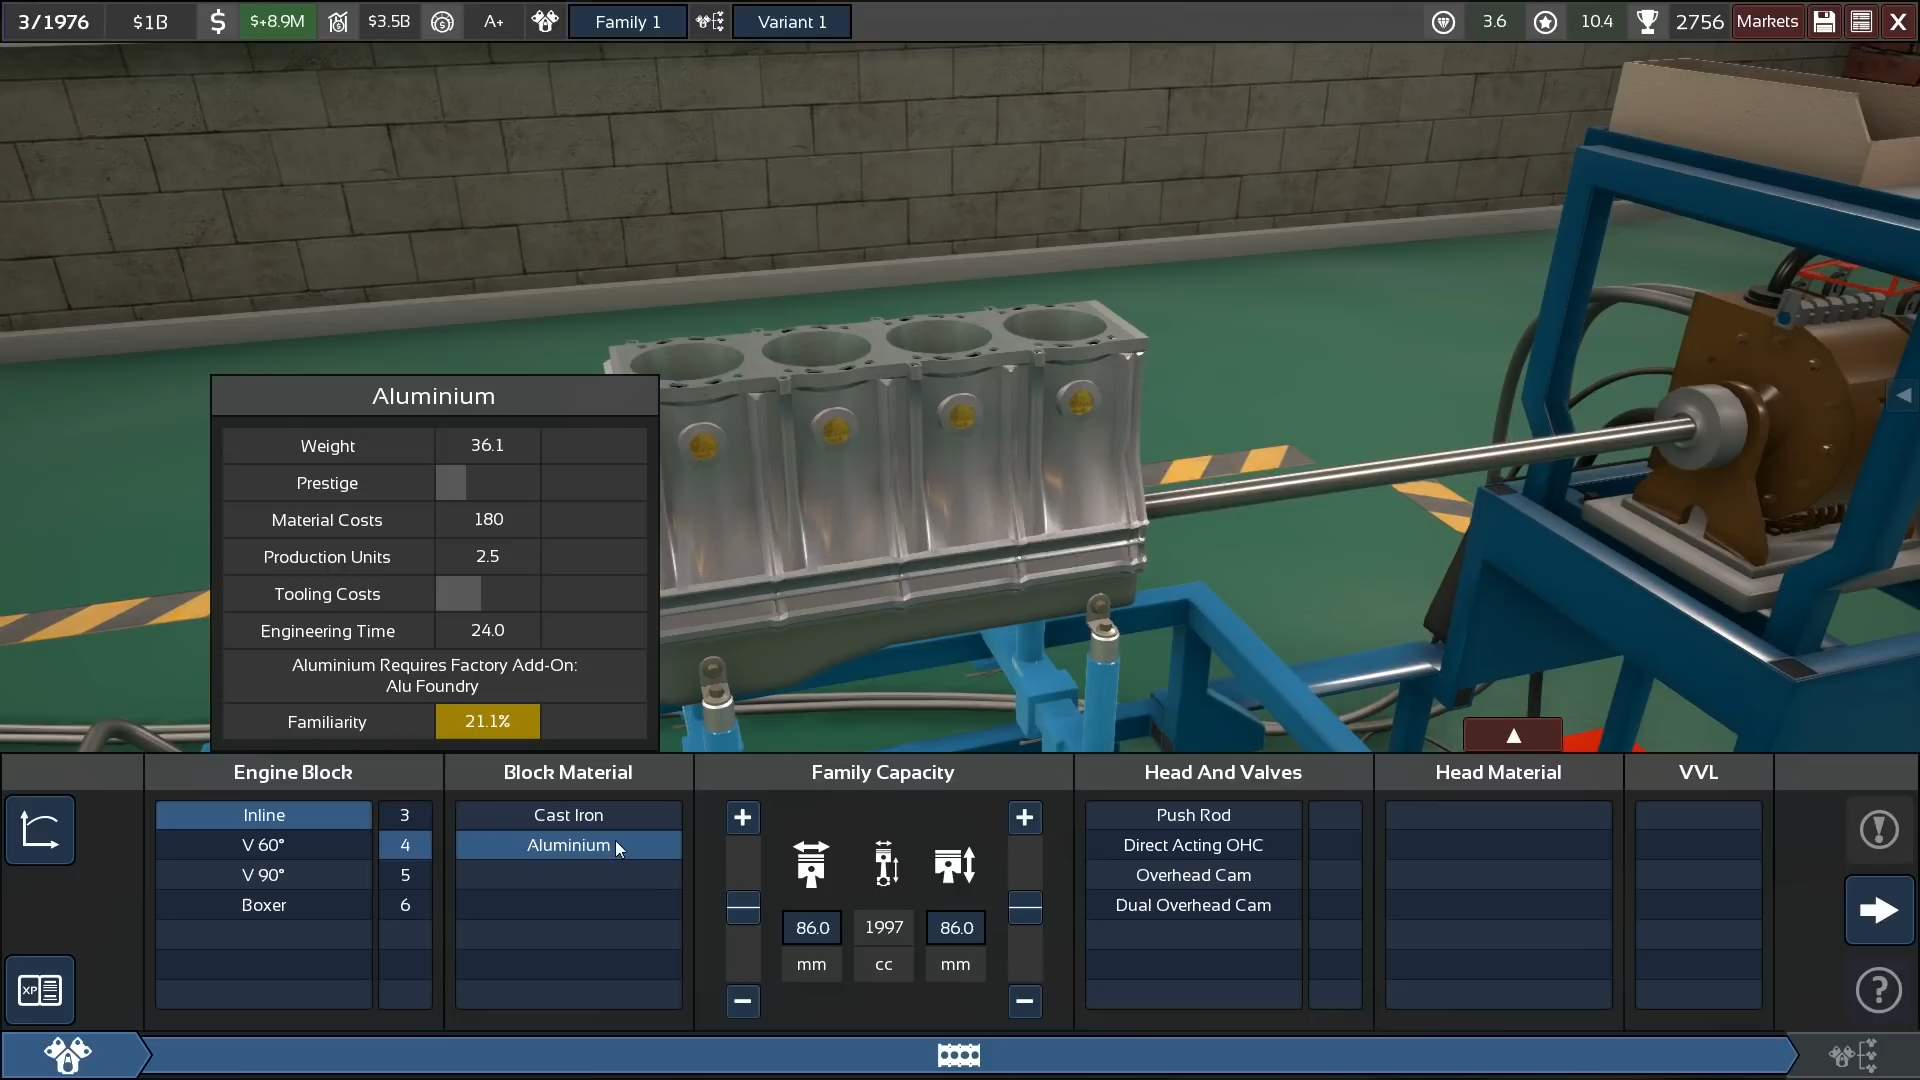 3/1976 $1B $+8.9M $3.5B A+ Family 1 Variant 1 3.6 10.4 2756 Markets X
Aluminium
Weight 36.1
Prestige
Material Costs 180
Production Units 2.5
Tooling Costs
Engineering Time 24.0
Aluminium Requires Factory Add-On:
Alu Foundry
Familiarity 21.1%
Engine Block
Inline 3
V 60° 4
V 90° 5
Boxer 6
Block Material
Cast Iron
Aluminium
Family Capacity
86.0 1997 86.0
mm cc mm
Head And Valves
Push Rod
Direct Acting OHC
Overhead Cam
Dual Overhead Cam
Head Material
VVL
XP
?